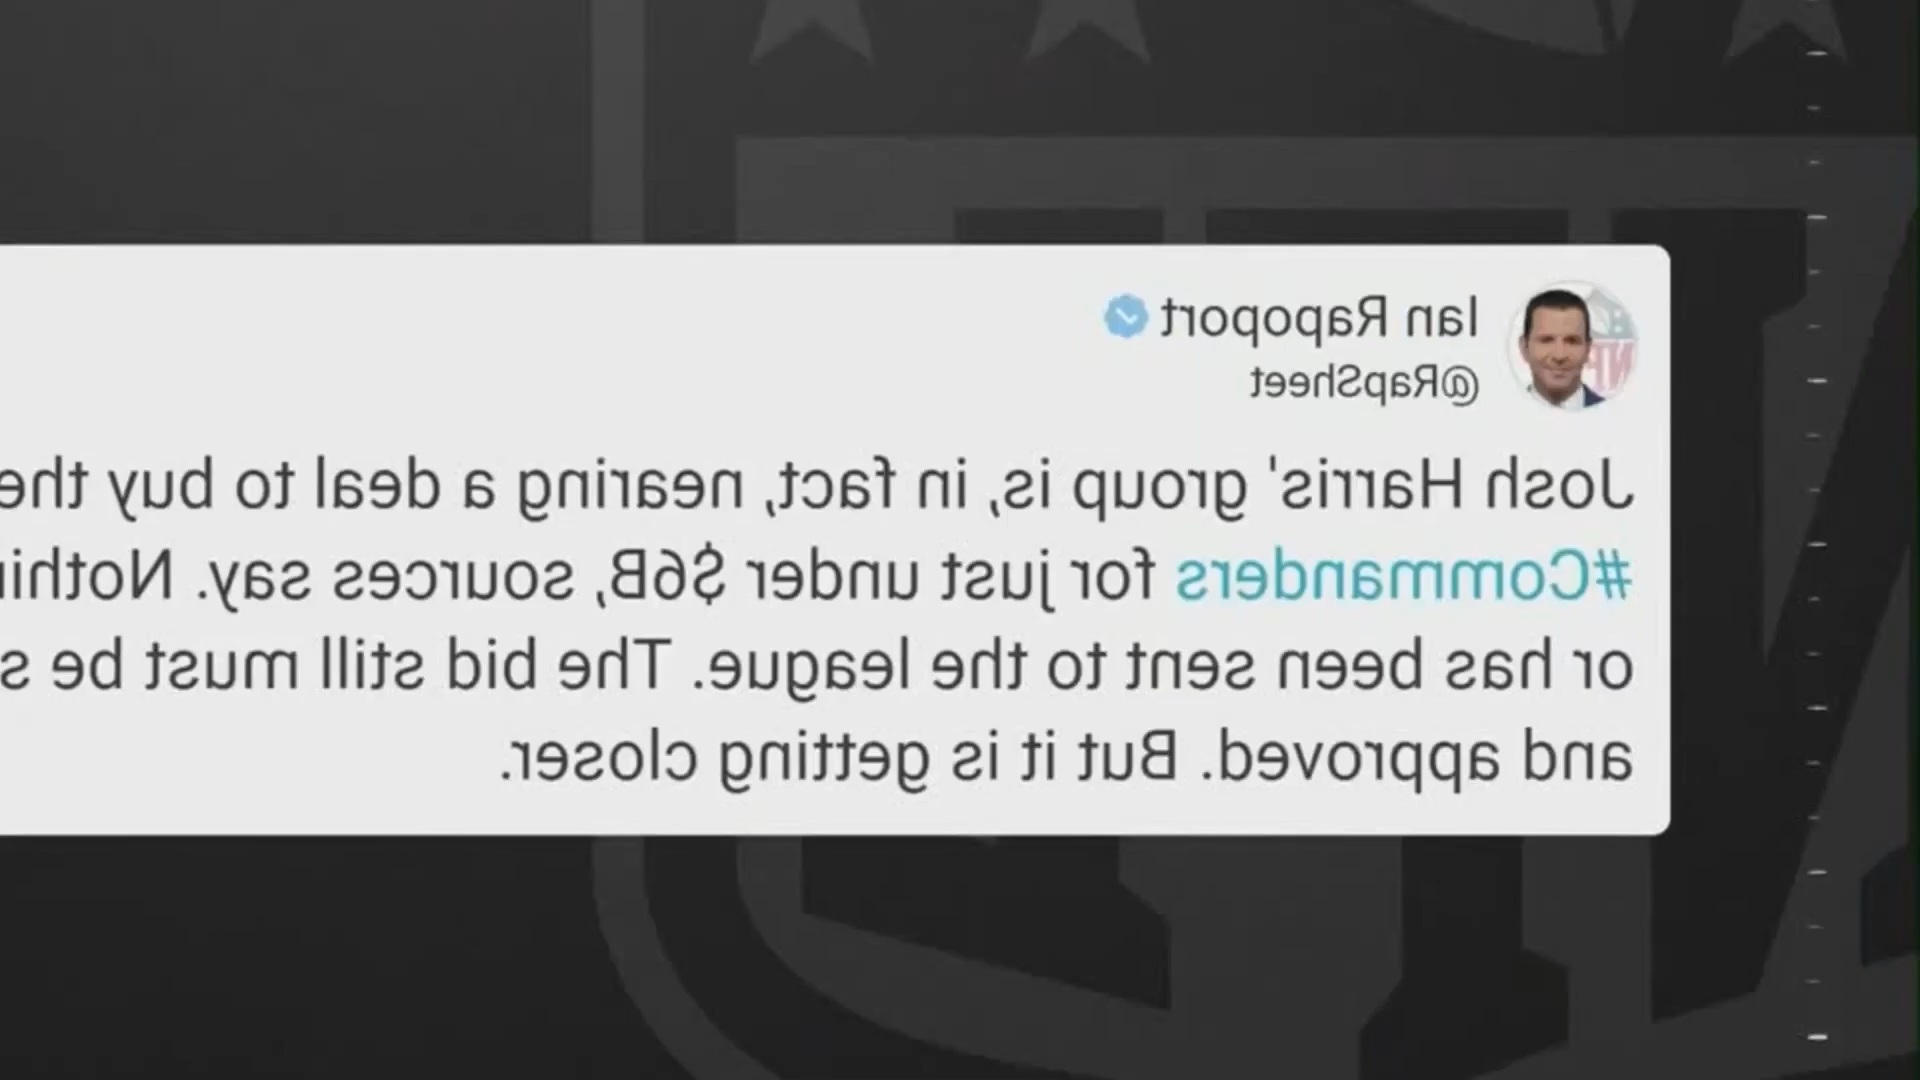 Ian Rapoport
@RapSheet
Josh Harris' group is, in fact, nearing a deal to buy the
#Commanders for just under $6B, sources say.
or has been sent to the league. The bid still must be
and approved. But it is getting closer.